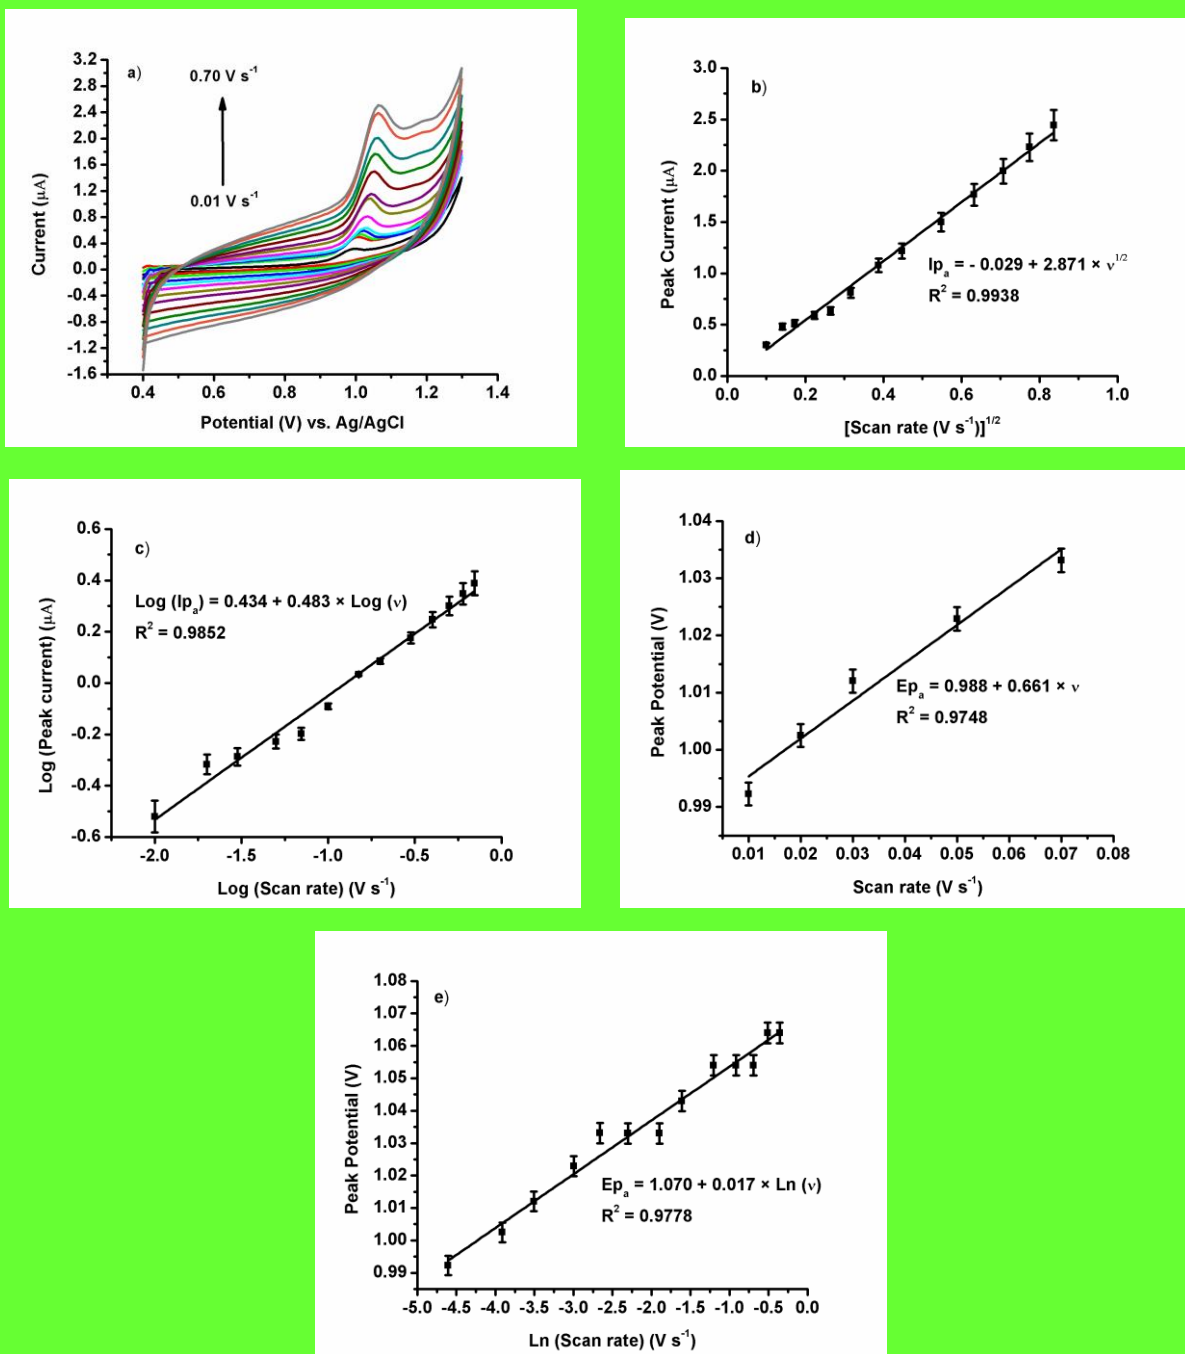 a)
0.70 V s⁻¹
0.01 V s⁻¹
3.2
2.8
2.4
2.0
1.6
1.2
0.8
0.4
0.0
-0.4
-0.8
-1.2
-1.6
0.4 0.6 0.8 1.0 1.2 1.4
Current (μA)
Potential (V) vs. Ag/AgCl
b)
3.0
2.5
2.0
1.5
1.0
0.5
0.0
0.0 0.2 0.4 0.6 0.8 1.0
Peak Current (μA)
Ipₐ = - 0.029 + 2.871 × ν^1/2
R² = 0.9938
[Scan rate (V s⁻¹)]^1/2
c)
0.6
0.4
0.2
0.0
-0.2
-0.4
-0.6
-2.0 -1.5 -1.0 -0.5 0.0
Log (Peak current) (μA)
Log (Ipₐ) = 0.434 + 0.483 × Log (ν)
R² = 0.9852
Log (Scan rate) (V s⁻¹)
d)
1.04
1.03
1.02
1.01
1.00
0.99
0.01 0.02 0.03 0.04 0.05 0.06 0.07 0.08
Peak Potential (V)
Epₐ = 0.988 + 0.661 × ν
R² = 0.9748
Scan rate (V s⁻¹)
e)
1.08
1.07
1.06
1.05
1.04
1.03
1.02
1.01
1.00
0.99
-5.0 -4.5 -4.0 -3.5 -3.0 -2.5 -2.0 -1.5 -1.0 -0.5 0.0
Peak Potential (V)
Epₐ = 1.070 + 0.017 × Ln (ν)
R² = 0.9778
Ln (Scan rate) (V s⁻¹)